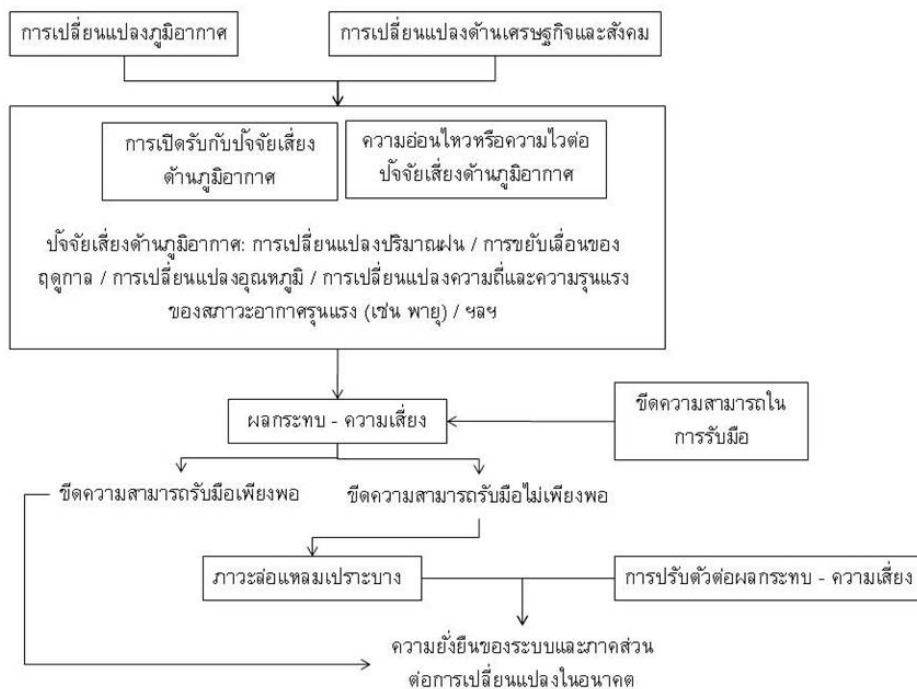 การเปลี่ยนแปลงภูมิอากาศ
การเปลี่ยนแปลงด้านเศรษฐกิจและสังคม
การเปิดรับกับปัจจัยเสี่ยง
ด้านภูมิอากาศ
ความอ่อนไหวหรือความไวต่อ
ปัจจัยเสี่ยงด้านภูมิอากาศ
ปัจจัยเสี่ยงด้านภูมิอากาศ: การเปลี่ยนแปลงปริมาณฝน / การขยับเลื่อนของ
ฤดูกาล / การเปลี่ยนแปลงอุณหภูมิ / การเปลี่ยนแปลงความถี่และความรุนแรง
ของสภาวะอากาศรุนแรง (เช่น พายุ) / ฯลฯ
ผลกระทบ - ความเสี่ยง
ขีดความสามารถใน
การรับมือ
ขีดความสามารถรับมือเพียงพอ
ขีดความสามารถรับมือไม่เพียงพอ
ภาวะล่อแหลมเปราะบาง
การปรับตัวต่อผลกระทบ - ความเสี่ยง
ความยั่งยืนของระบบและภาคส่วน
ต่อการเปลี่ยนแปลงในอนาคต